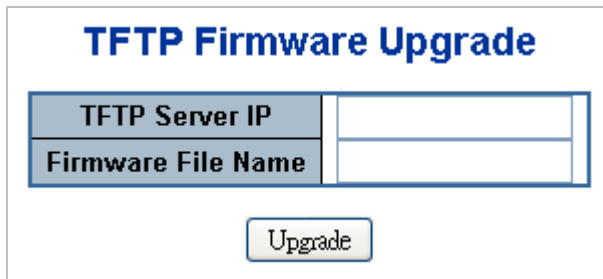 TFTP Firmware Upgrade
TFTP Server IP
Firmware File Name
Upgrade